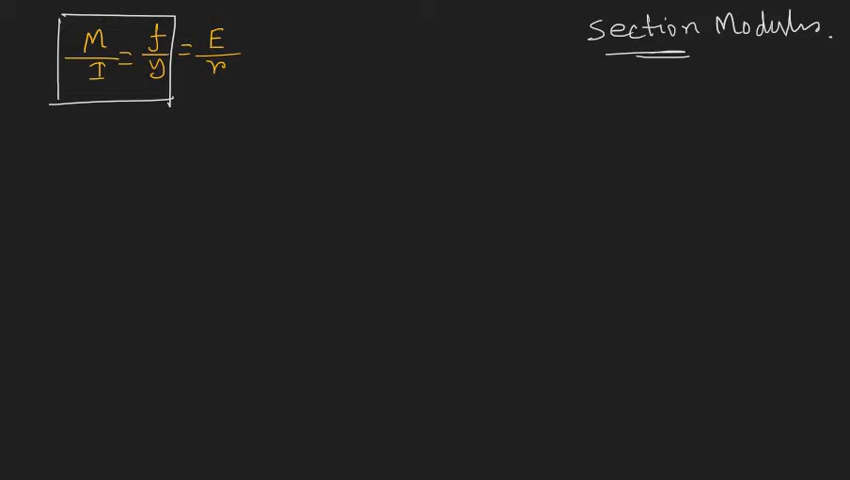 M/I = f/y = E/r
Section Modulus.